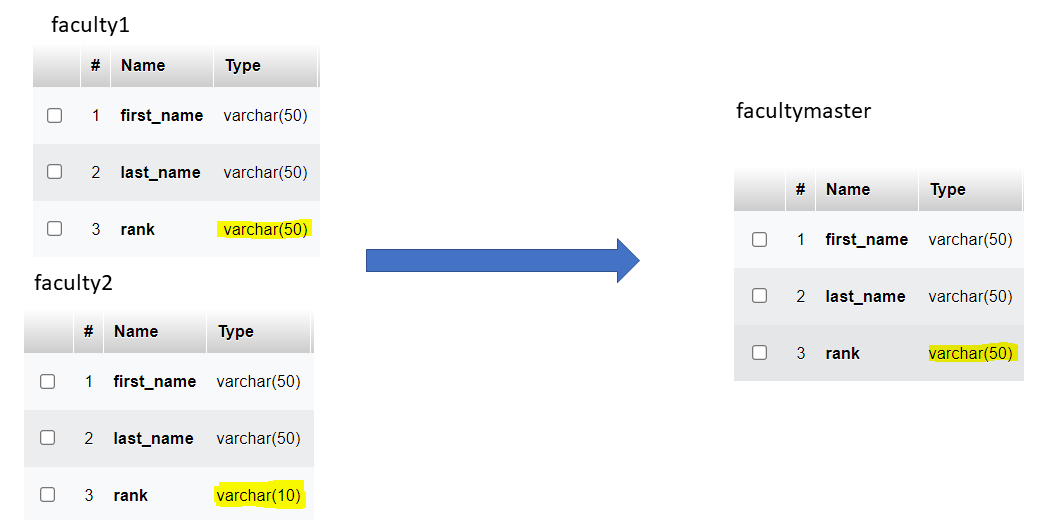 faculty1
# Name Type
1 first_name varchar(50)
2 last_name varchar(50)
3 rank varchar(50)
faculty2
# Name Type
1 first_name varchar(50)
2 last_name varchar(50)
3 rank varchar(10)
facultymaster
# Name Type
1 first_name varchar(50)
2 last_name varchar(50)
3 rank varchar(50)